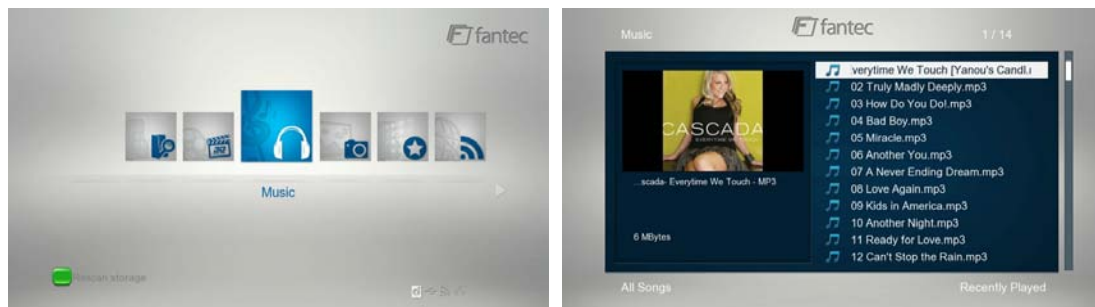 fantec
Music
Rescan storage
Music
fantec
1 / 14
CASCADA
EVERYTIME WE TOUCH
...scada- Everytime We Touch - MP3
6 MBytes
verytime We Touch [Yanou's Candl.
02 Truly Madly Deeply.mp3
03 How Do You Do!.mp3
04 Bad Boy.mp3
05 Miracle.mp3
06 Another You.mp3
07 A Never Ending Dream.mp3
08 Love Again.mp3
09 Kids in America.mp3
10 Another Night.mp3
11 Ready for Love.mp3
12 Can't Stop the Rain.mp3
All Songs
Recently Played